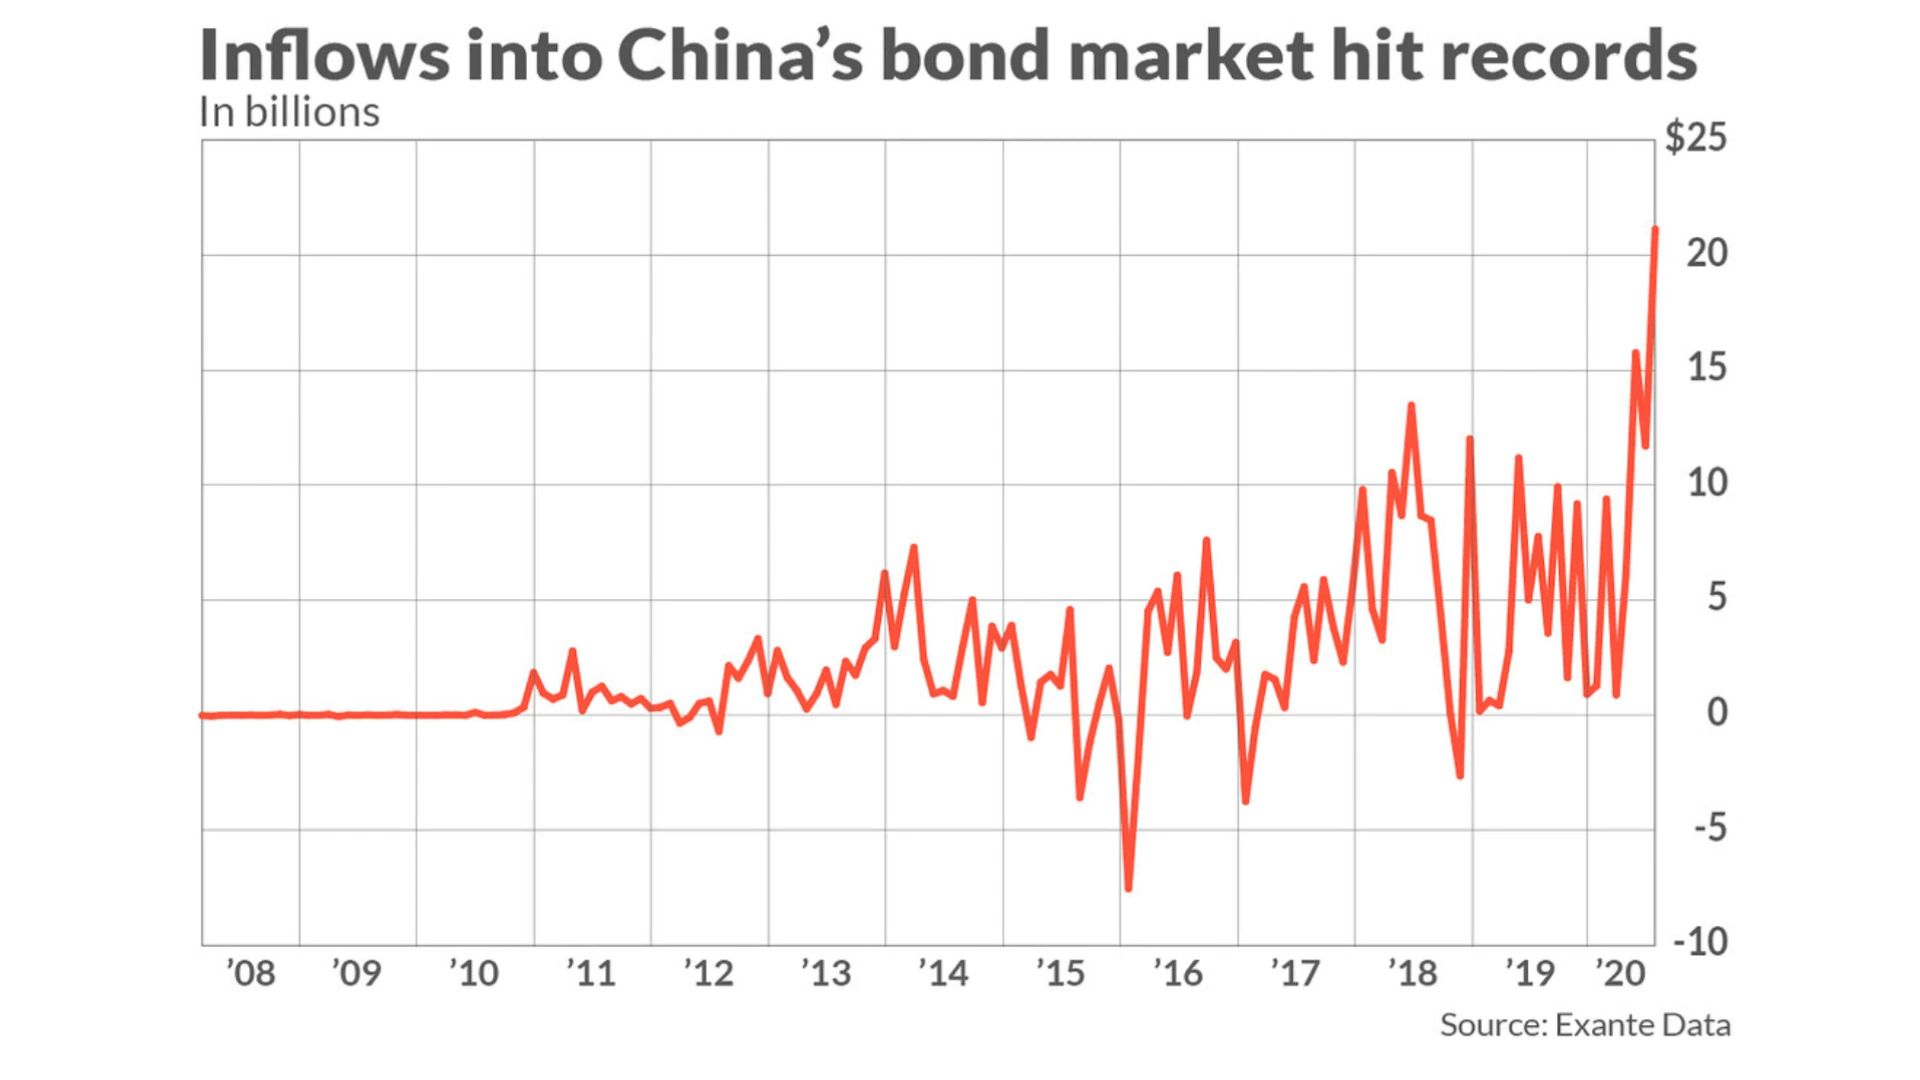 Inflows into China’s bond market hit records
In billions
$25
20
15
10
5
0
-5
-10
’08 ’09 ’10 ’11 ’12 ’13 ’14 ’15 ’16 ’17 ’18 ’19 ’20
Source: Exante Data